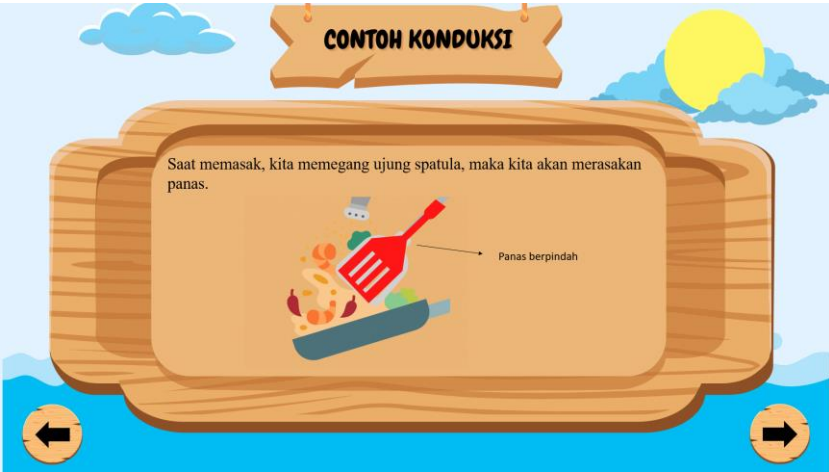 CONTOH KONDUKSI
Saat memasak, kita memegang ujung spatula, maka kita akan merasakan
panas.
Panas berpindah